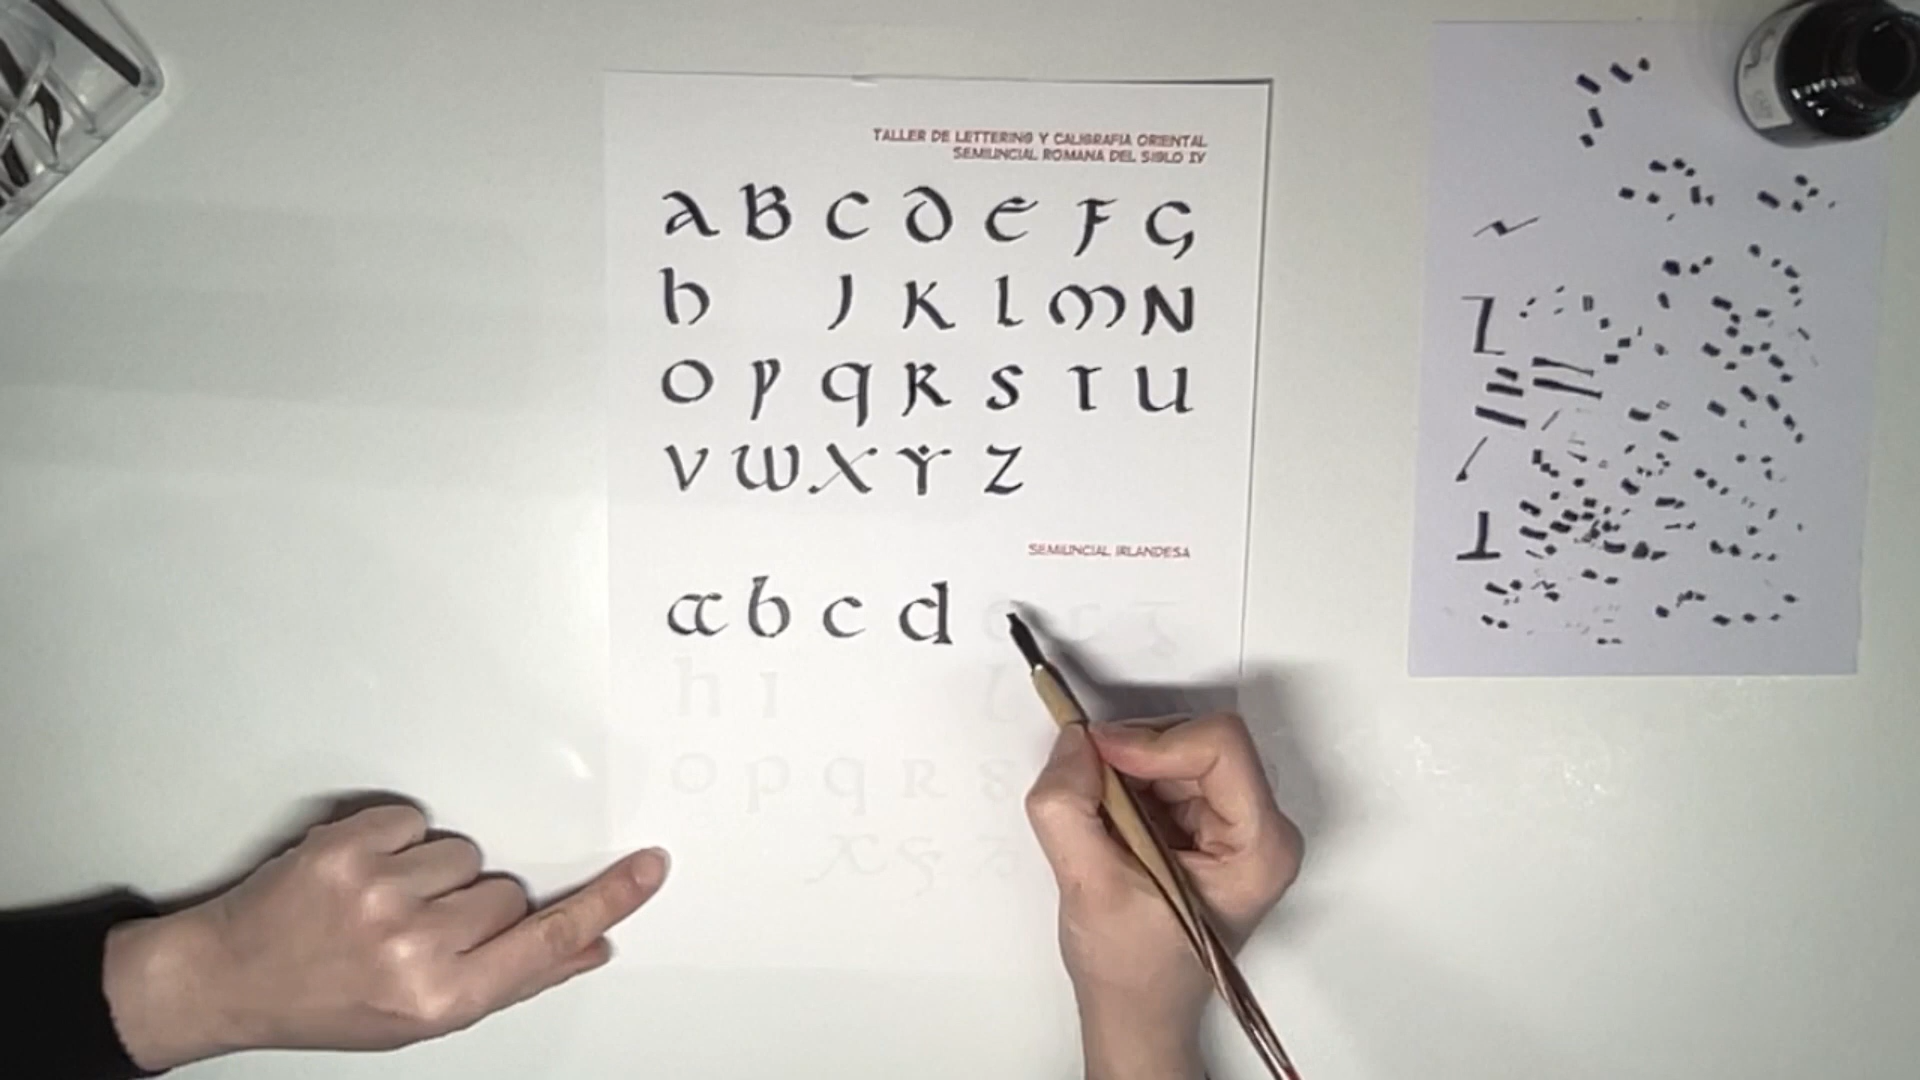 TALLER DE LETTERING Y CALIGRAFIA ORIENTAL
SEMIUNCIAL ROMANA DEL SIGLO IV
a B c d e F G
h J K l m N
o p q R s T u
v w X Y Z
SEMIUNCIAL IRLANDESA
a b c d
h I L
o p q R S
X